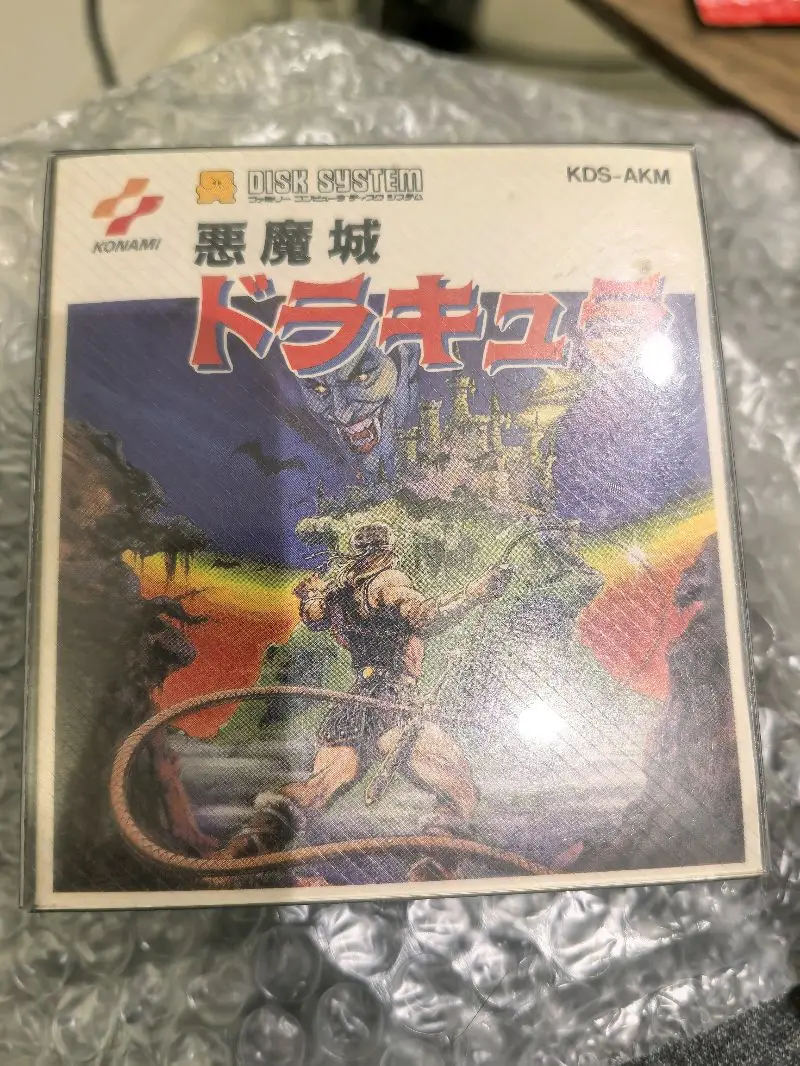 KONAMI
DISK SYSTEM
ファミリー コンピュータ ディスク システム
KDS-AKM
悪魔城
ドラキュラ